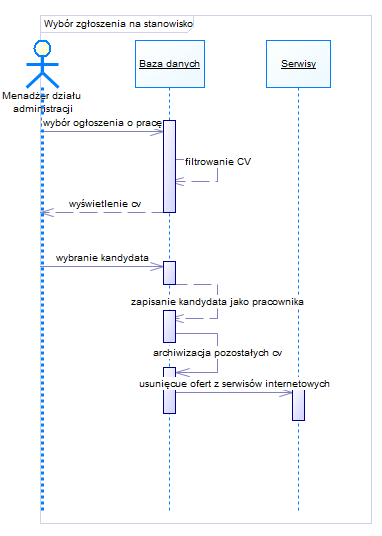 Wybór zgłoszenia na stanowisko
Baza danych
Serwisy
Menadżer działu
administracji
wybór ogłoszenia o pracę
filtrowanie CV
wyświetlenie cv
wybranie kandydata
zapisanie kandydata jako pracownika
archiwizacja pozostałych cv
usunięcue ofert z serwisów internetowych